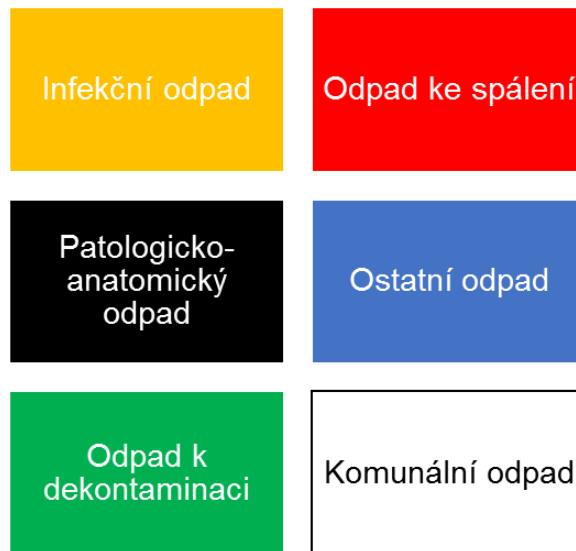 Infekční odpad
Odpad ke spálení
Patologicko-
anatomický
odpad
Ostatní odpad
Odpad k
dekontaminaci
Komunální odpad